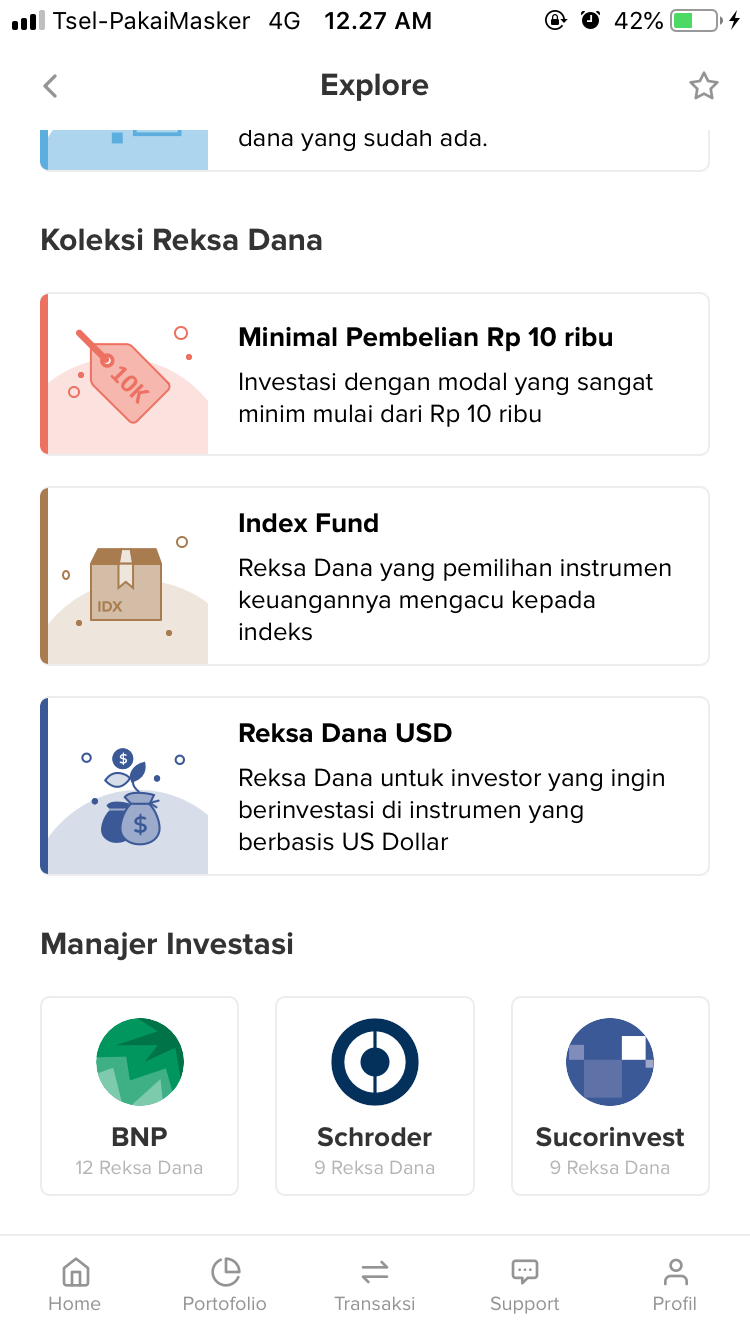 Tsel-PakaiMasker 4G 12.27 AM 42%
Explore
dana yang sudah ada.
Koleksi Reksa Dana
10K
Minimal Pembelian Rp 10 ribu
Investasi dengan modal yang sangat
minim mulai dari Rp 10 ribu
IDX
Index Fund
Reksa Dana yang pemilihan instrumen
keuangannya mengacu kepada
indeks
$
$
Reksa Dana USD
Reksa Dana untuk investor yang ingin
berinvestasi di instrumen yang
berbasis US Dollar
Manajer Investasi
BNP Schroder Sucorinvest
12 Reksa Dana 9 Reksa Dana 9 Reksa Dana
Home Portofolio Transaksi Support Profil